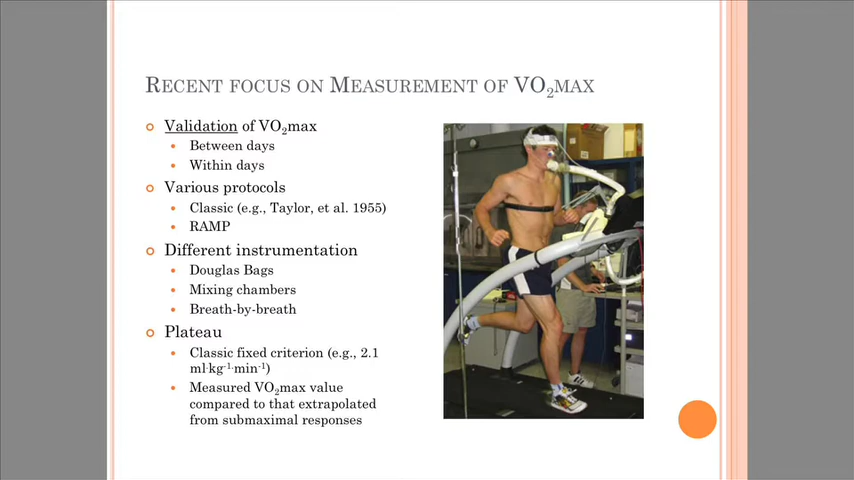 RECENT FOCUS ON MEASUREMENT OF VO₂MAX
Validation of VO₂max
Between days
Within days
Various protocols
Classic (e.g., Taylor, et al. 1955)
RAMP
Different instrumentation
Douglas Bags
Mixing chambers
Breath-by-breath
Plateau
Classic fixed criterion (e.g., 2.1
ml·kg⁻¹·min⁻¹)
Measured VO₂max value
compared to that extrapolated
from submaximal responses